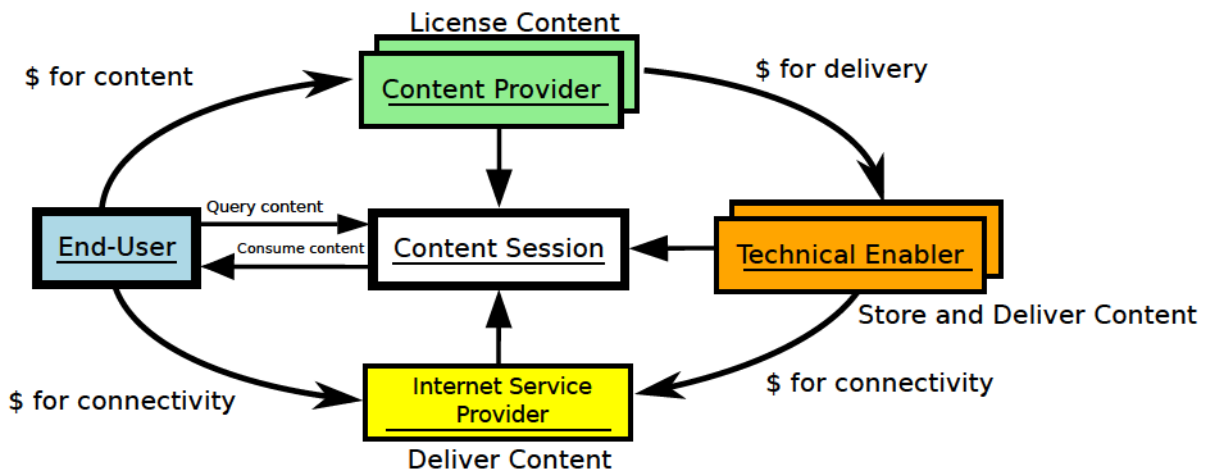 License Content
$ for content
Content Provider
$ for delivery
Query content
End-User
Consume content
Content Session
Technical Enabler
Store and Deliver Content
$ for connectivity
Internet Service
Provider
$ for connectivity
Deliver Content